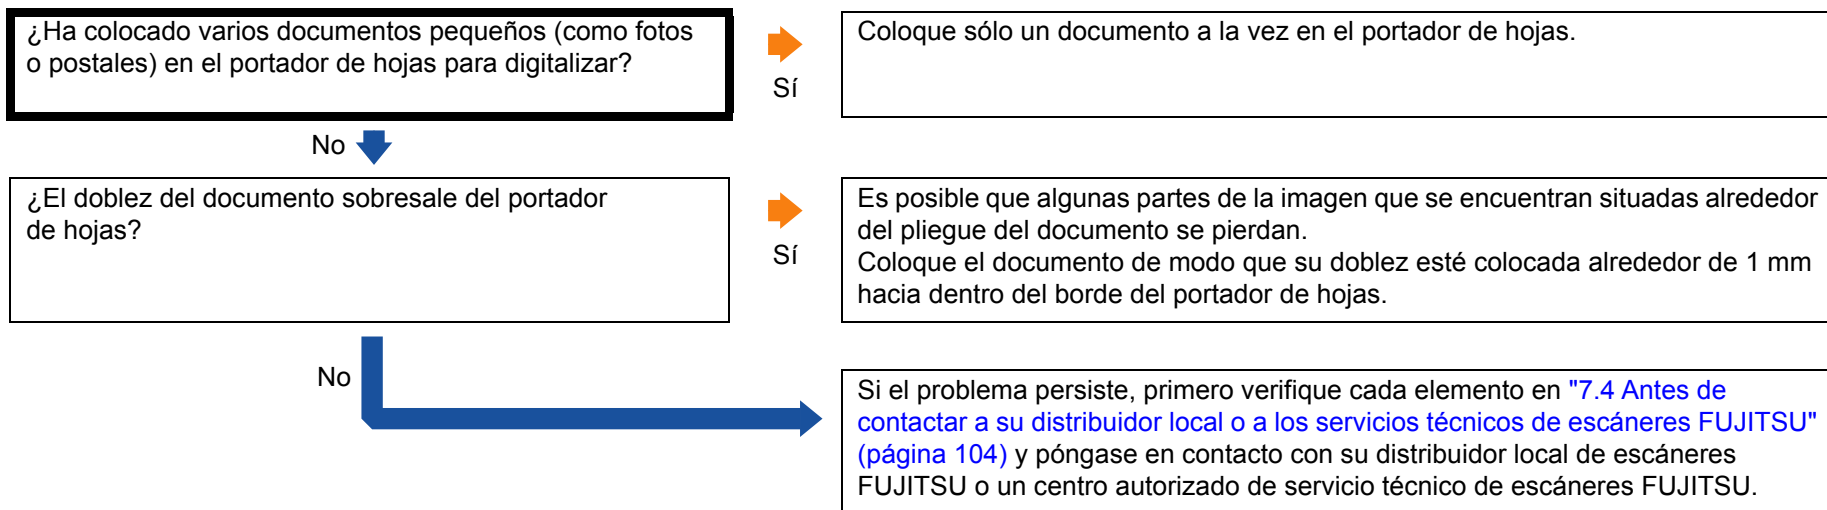 ¿Ha colocado varios documentos pequeños (como fotos
o postales) en el portador de hojas para digitalizar?
Sí
Coloque sólo un documento a la vez en el portador de hojas.
No
¿El doblez del documento sobresale del portador
de hojas?
Sí
Es posible que algunas partes de la imagen que se encuentran situadas alrededor
del pliegue del documento se pierdan.
Coloque el documento de modo que su doblez esté colocada alrededor de 1 mm
hacia dentro del borde del portador de hojas.
No
Si el problema persiste, primero verifique cada elemento en "7.4 Antes de
contactar a su distribuidor local o a los servicios técnicos de escáneres FUJITSU"
(página 104) y póngase en contacto con su distribuidor local de escáneres
FUJITSU o un centro autorizado de servicio técnico de escáneres FUJITSU.